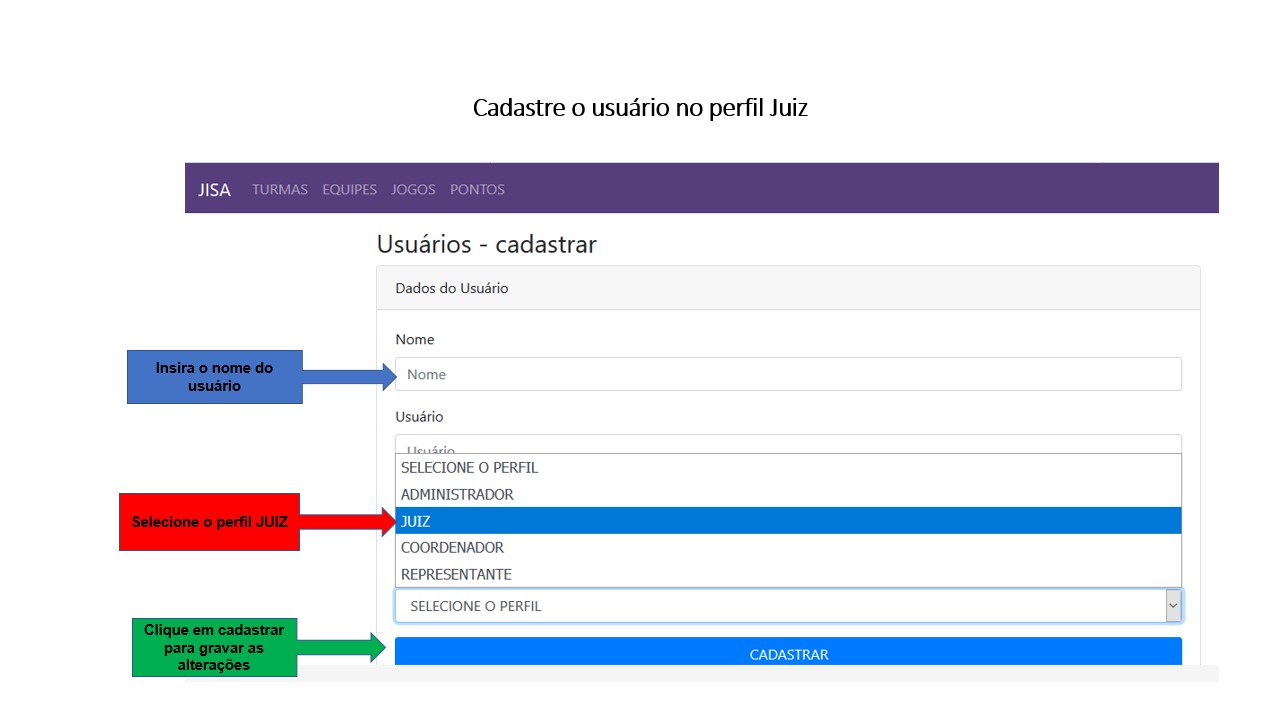 Cadastre o usuário no perfil Juiz
JISA TURMAS EQUIPES JOGOS PONTOS
Usuários - cadastrar
Dados do Usuário
Nome
Insira o nome do
usuário
Nome
Usuário
Usuário
SELECIONE O PERFIL
ADMINISTRADOR
Selecione o perfil JUIZ
JUIZ
COORDENADOR
REPRESENTANTE
SELECIONE O PERFIL
Clique em cadastrar
para gravar as
alterações
CADASTRAR